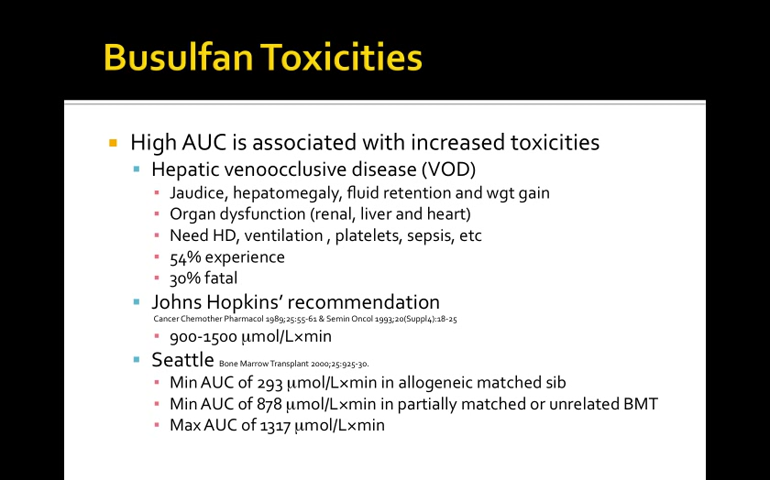 Busulfan Toxicities
High AUC is associated with increased toxicities
Hepatic venoocclusive disease (VOD)
Jaudice, hepatomegaly, fluid retention and wgt gain
Organ dysfunction (renal, liver and heart)
Need HD, ventilation , platelets, sepsis, etc
54% experience
30% fatal
Johns Hopkins' recommendation
Cancer Chemother Pharmacol 1989;25:55-61 & Semin Oncol 1993;20(Suppl4):18-25
900-1500 μmol/L×min
Seattle Bone Marrow Transplant 2000;25:925-30.
Min AUC of 293 μmol/L×min in allogeneic matched sib
Min AUC of 878 μmol/L×min in partially matched or unrelated BMT
Max AUC of 1317 μmol/L×min